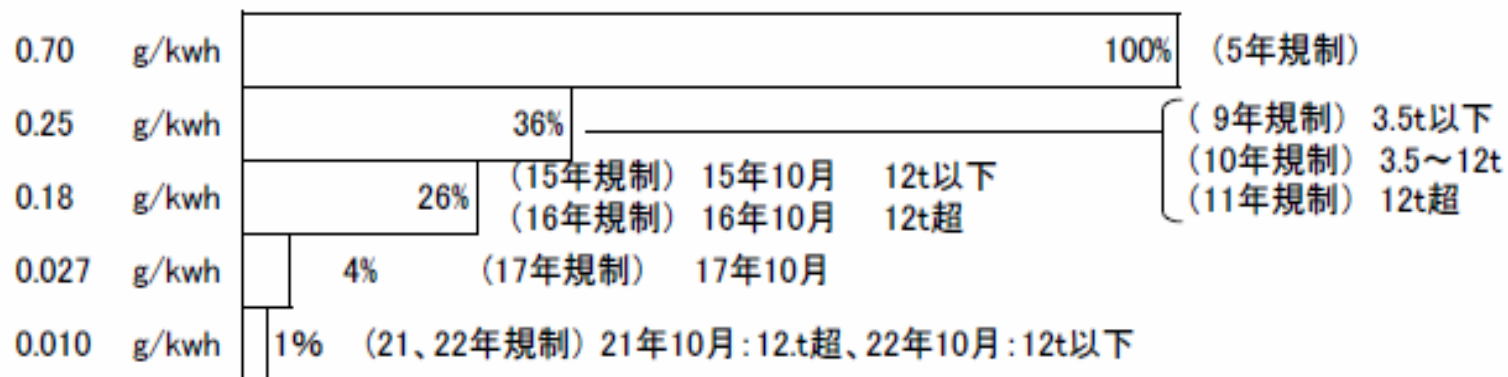 0.70 g/kwh 100% (5年規制)
0.25 g/kwh 36% ( 9年規制) 3.5t以下
(10年規制) 3.5～12t
(11年規制) 12t超
0.18 g/kwh 26% (15年規制) 15年10月 12t以下
(16年規制) 16年10月 12t超
0.027 g/kwh 4% (17年規制) 17年10月
0.010 g/kwh 1% (21、22年規制) 21年10月:12.t超、22年10月:12t以下